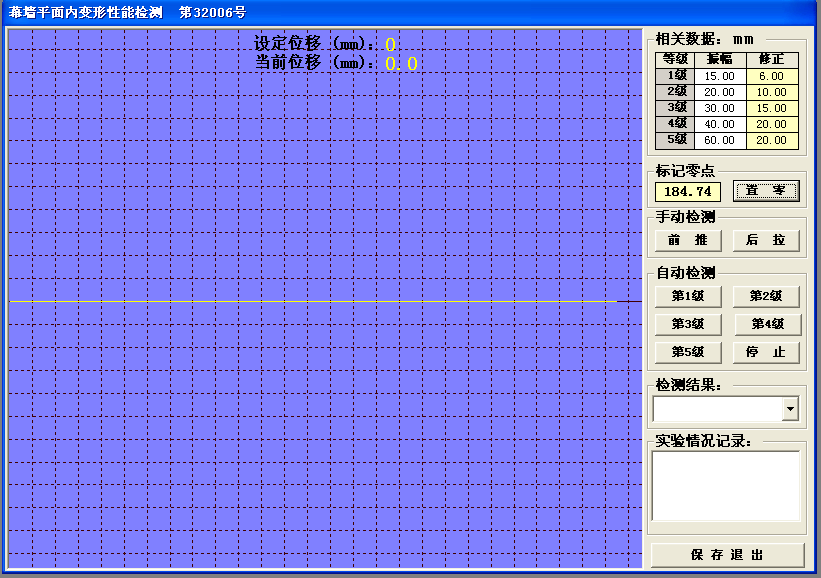 幕墙平面内变形性能检测 第32006号
设定位移 (mm): 0
当前位移 (mm): 0.0
相关数据: mm
等级 振幅 修正
1级 15.00 6.00
2级 20.00 10.00
3级 30.00 15.00
4级 40.00 20.00
5级 60.00 20.00
标记零点
184.74 置 零
手动检测
前 推 后 拉
自动检测
第1级 第2级
第3级 第4级
第5级 停 止
检测结果:
实验情况记录:
保 存 退 出